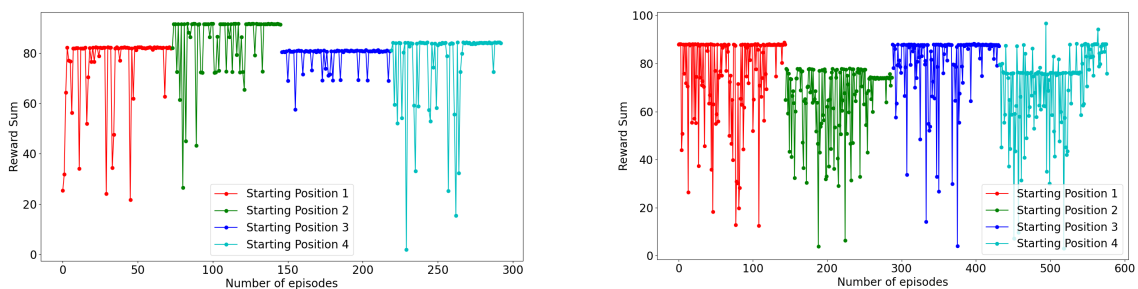 80
60
40
20
0
Reward Sum
Starting Position 1
Starting Position 2
Starting Position 3
Starting Position 4
0 50 100 150 200 250 300
Number of episodes
100
80
60
40
20
0
Reward Sum
Starting Position 1
Starting Position 2
Starting Position 3
Starting Position 4
0 100 200 300 400 500 600
Number of episodes